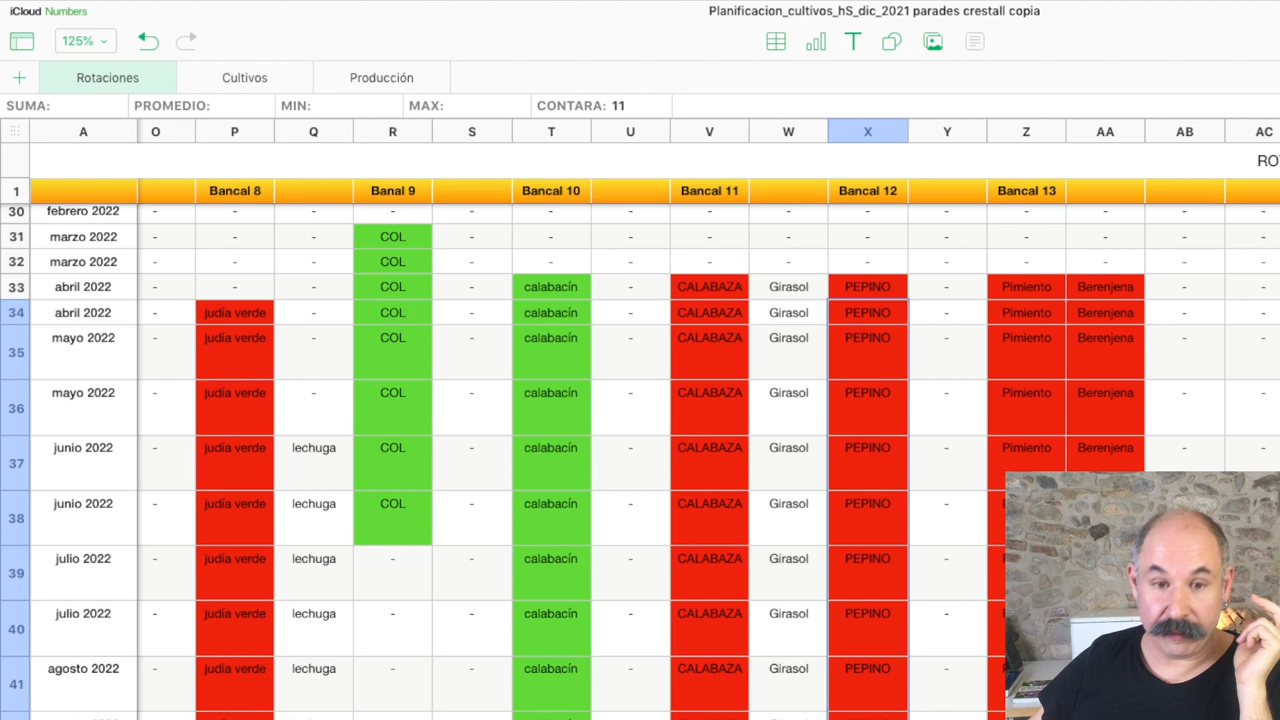 iCloud Numbers
Planificacion_cultivos_hS_dic_2021 parades crestall copia
125%
Rotaciones Cultivos Producción
SUMA: PROMEDIO: MIN: MAX: CONTARA: 11
A O P Q R S T U V W X Y Z AA AB AC
RO
1 Bancal 8 Banal 9 Bancal 10 Bancal 11 Bancal 12 Bancal 13
30 febrero 2022 - - - - - - - - - - - - - - -
31 marzo 2022 - - - COL - - - - - - - - - - -
32 marzo 2022 - - - COL - - - - - - - - - - -
33 abril 2022 - - - COL - calabacín - CALABAZA Girasol PEPINO - Pimiento Berenjena - -
34 abril 2022 - judía verde - COL - calabacín - CALABAZA Girasol PEPINO - Pimiento Berenjena - -
35 mayo 2022 - judía verde - COL - calabacín - CALABAZA Girasol PEPINO - Pimiento Berenjena - -
36 mayo 2022 - judía verde - COL - calabacín - CALABAZA Girasol PEPINO - Pimiento Berenjena - -
37 junio 2022 - judía verde lechuga COL - calabacín - CALABAZA Girasol PEPINO - Pimiento Berenjena - -
38 junio 2022 - judía verde lechuga COL - calabacín - CALABAZA Girasol PEPINO -
39 julio 2022 - judía verde lechuga - - calabacín - CALABAZA Girasol PEPINO -
40 julio 2022 - judía verde lechuga - - calabacín - CALABAZA Girasol PEPINO -
41 agosto 2022 - judía verde lechuga - - calabacín - CALABAZA Girasol PEPINO -